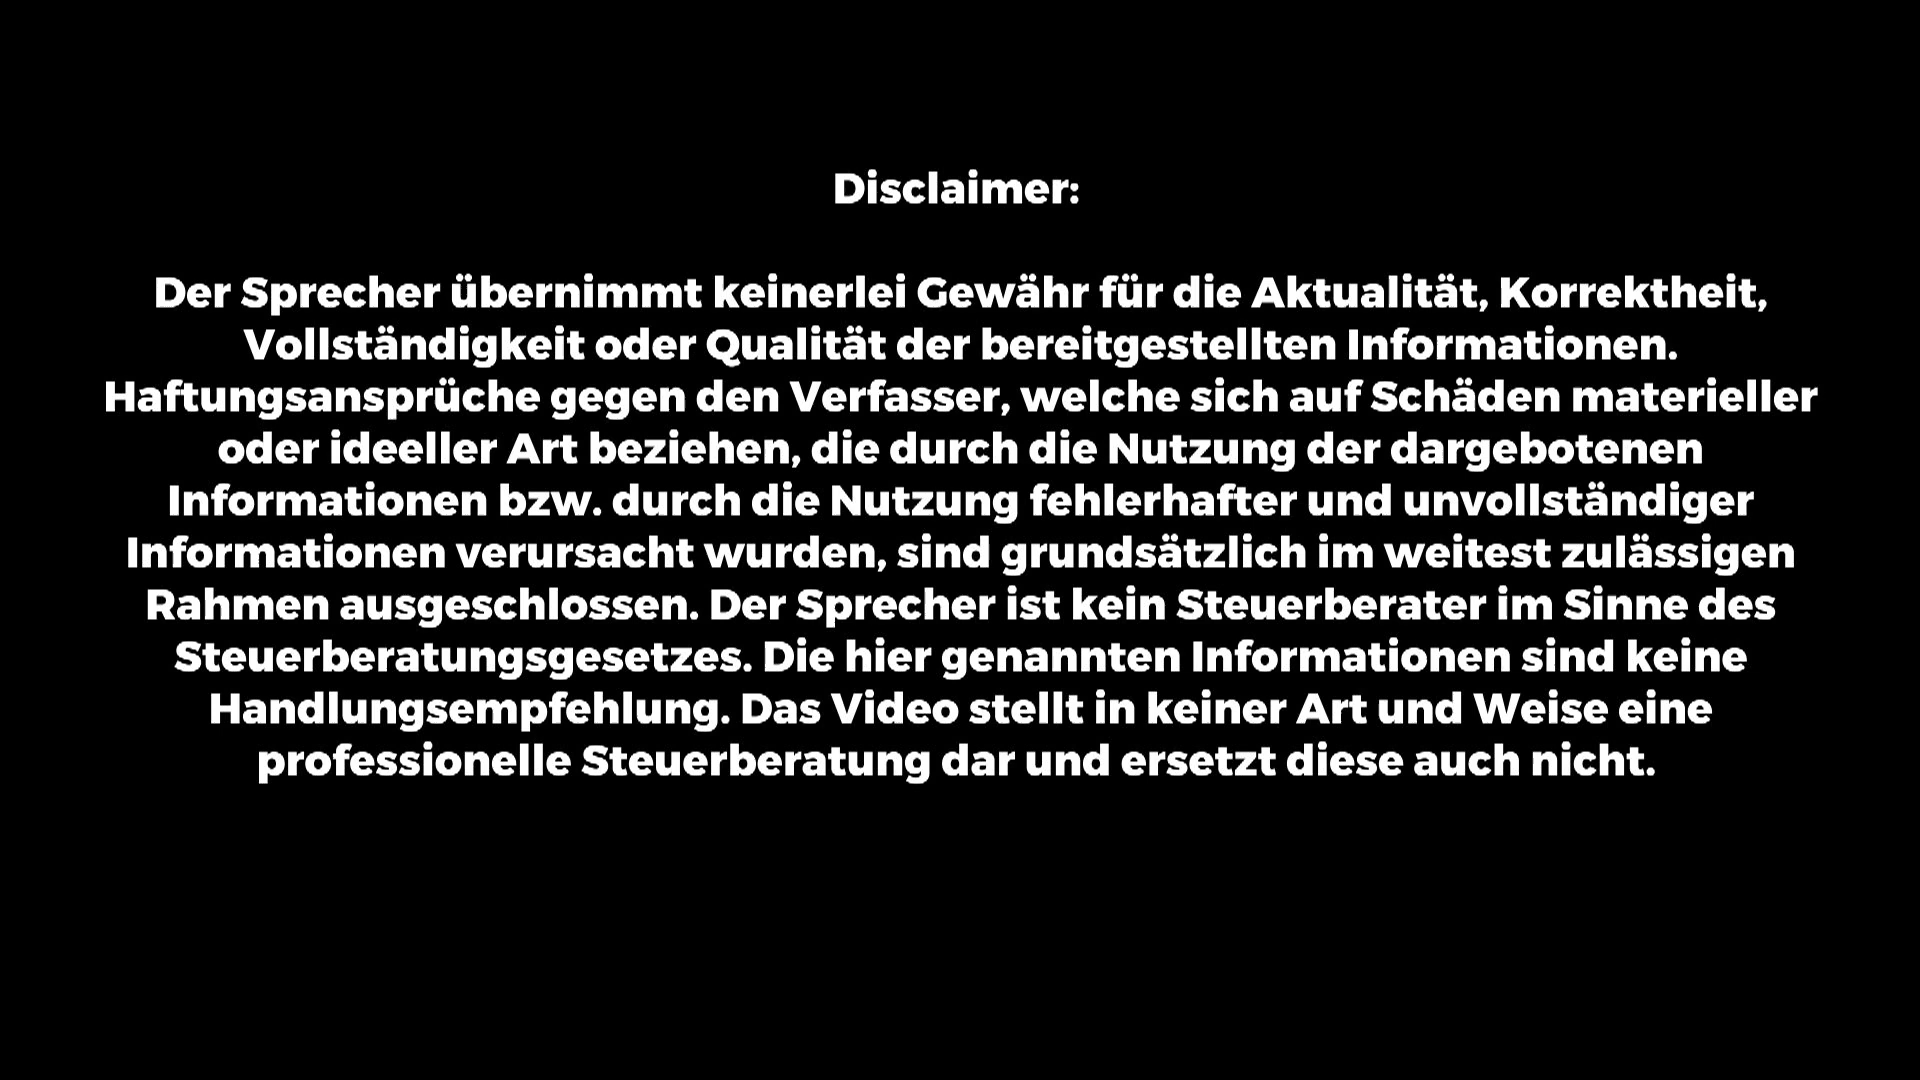 Disclaimer:
Der Sprecher übernimmt keinerlei Gewähr für die Aktualität, Korrektheit,
Vollständigkeit oder Qualität der bereitgestellten Informationen.
Haftungsansprüche gegen den Verfasser, welche sich auf Schäden materieller
oder ideeller Art beziehen, die durch die Nutzung der dargebotenen
Informationen bzw. durch die Nutzung fehlerhafter und unvollständiger
Informationen verursacht wurden, sind grundsätzlich im weitest zulässigen
Rahmen ausgeschlossen. Der Sprecher ist kein Steuerberater im Sinne des
Steuerberatungsgesetzes. Die hier genannten Informationen sind keine
Handlungsempfehlung. Das Video stellt in keiner Art und Weise eine
professionelle Steuerberatung dar und ersetzt diese auch nicht.